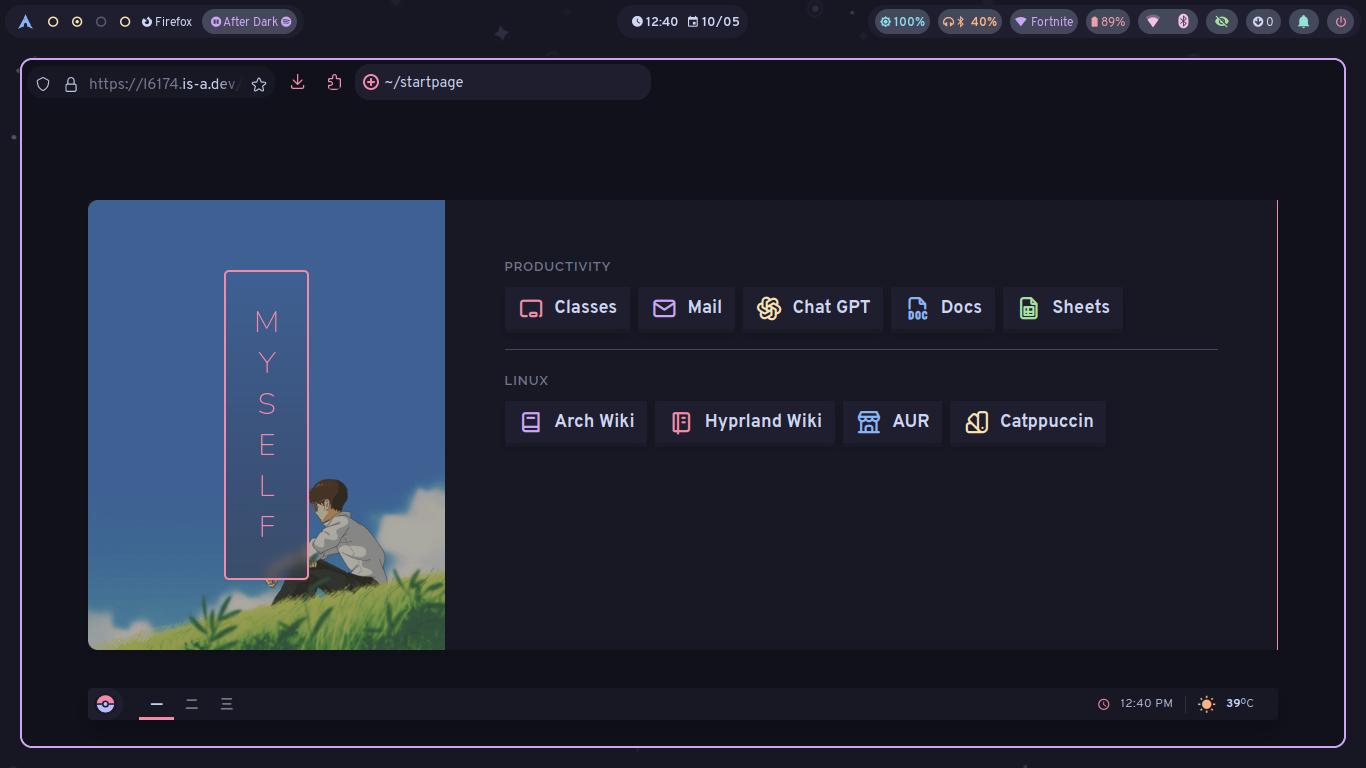 Firefox
After Dark
12:40 10/05
100%
40%
Fortnite
89%
0
https://l6174.is-a.dev/
~/startpage
M
Y
S
E
L
F
PRODUCTIVITY
Classes Mail Chat GPT DOC Docs Sheets
LINUX
Arch Wiki Hyprland Wiki AUR Catppuccin
12:40 PM 39°C